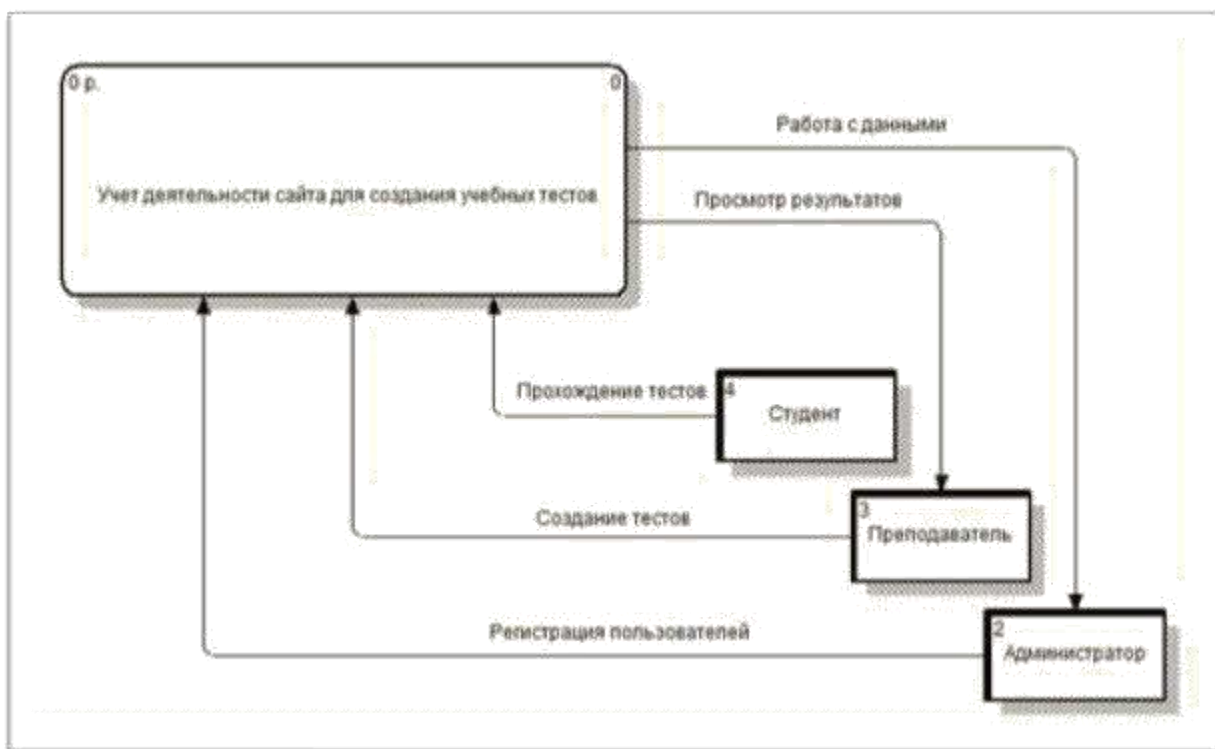 0 р.
0
Учет деятельности сайта для создания учебных тестов
Работа с данными
Просмотр результатов
Прохождение тестов
4
Студент
Создание тестов
3
Преподаватель
Регистрация пользователей
2
Администратор